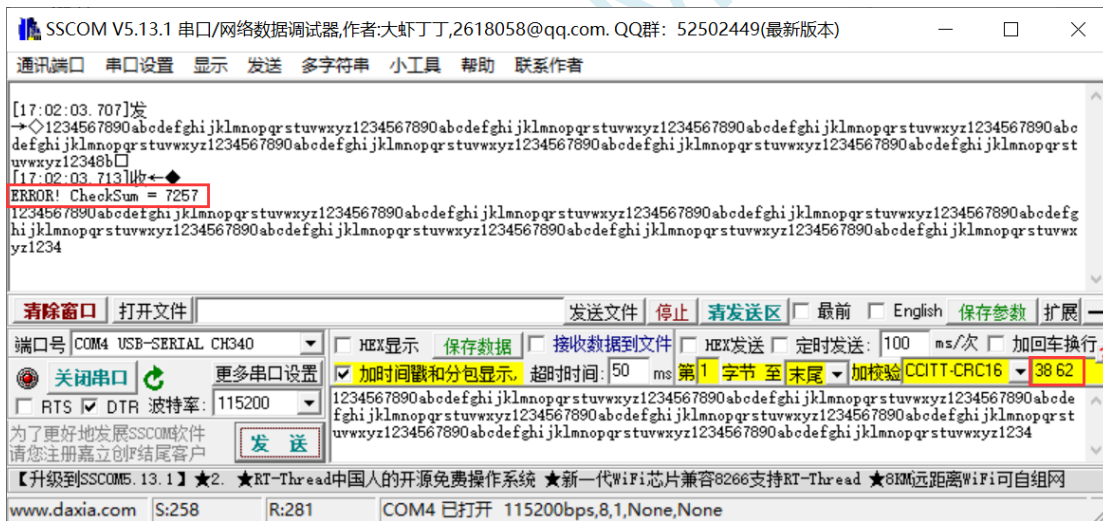 SSCOM V5.13.1 串口/网络数据调试器,作者:大虾丁丁,2618058@qq.com. QQ群: 52502449(最新版本)
通讯端口 串口设置 显示 发送 多字符串 小工具 帮助 联系作者
[17:02:03.707]发
→◇1234567890abcdefghijklmnopqrstuvwxyz1234567890abcdefghijklmnopqrstuvwxyz1234567890abcdefghijklmnopqrstuvwxyz1234567890abc
defghijklmnopqrstuvwxyz1234567890abcdefghijklmnopqrstuvwxyz1234567890abcdefghijklmnopqrstuvwxyz1234567890abcdefghijklmnopqrst
uvwxyz12348b□
[17:02:03.713]收←◆
ERROR! CheckSum = 7257
1234567890abcdefghijklmnopqrstuvwxyz1234567890abcdefghijklmnopqrstuvwxyz1234567890abcdefghijklmnopqrstuvwxyz1234567890abcdefg
hijklmnopqrstuvwxyz1234567890abcdefghijklmnopqrstuvwxyz1234567890abcdefghijklmnopqrstuvwxyz1234567890abcdefghijklmnopqrstuvwx
yz1234
清除窗口 打开文件 发送文件 停止 清发送区 最前 English 保存参数 扩展
端口号 COM4 USB-SERIAL CH340 HEX显示 保存数据 接收数据到文件 HEX发送 定时发送: 100 ms/次 加回车换行
关闭串口 更多串口设置 加时间戳和分包显示, 超时时间: 50 ms 第1 字节 至 末尾 加校验 CCITT-CRC16 38 62
RTS DTR 波特率: 115200
1234567890abcdefghijklmnopqrstuvwxyz1234567890abcdefghijklmnopqrstuvwxyz1234567890abcdefghijklmnopqrstuvwxyz1234567890abcde
fghijklmnopqrstuvwxyz1234567890abcdefghijklmnopqrstuvwxyz1234567890abcdefghijklmnopqrstuvwxyz1234567890abcdefghijklmnopqrst
uvwxyz1234567890abcdefghijklmnopqrstuvwxyz1234567890abcdefghijklmnopqrstuvwxyz1234
为了更好地发展SSCOM软件
请您注册嘉立创F结尾客户
发 送
【升级到SSCOM5.13.1】★2. ★RT-Thread中国人的开源免费操作系统 ★新一代WiFi芯片兼容8266支持RT-Thread ★8KM远距离WiFi可自组网
www.daxia.com S:258 R:281 COM4 已打开 115200bps,8,1,None,None